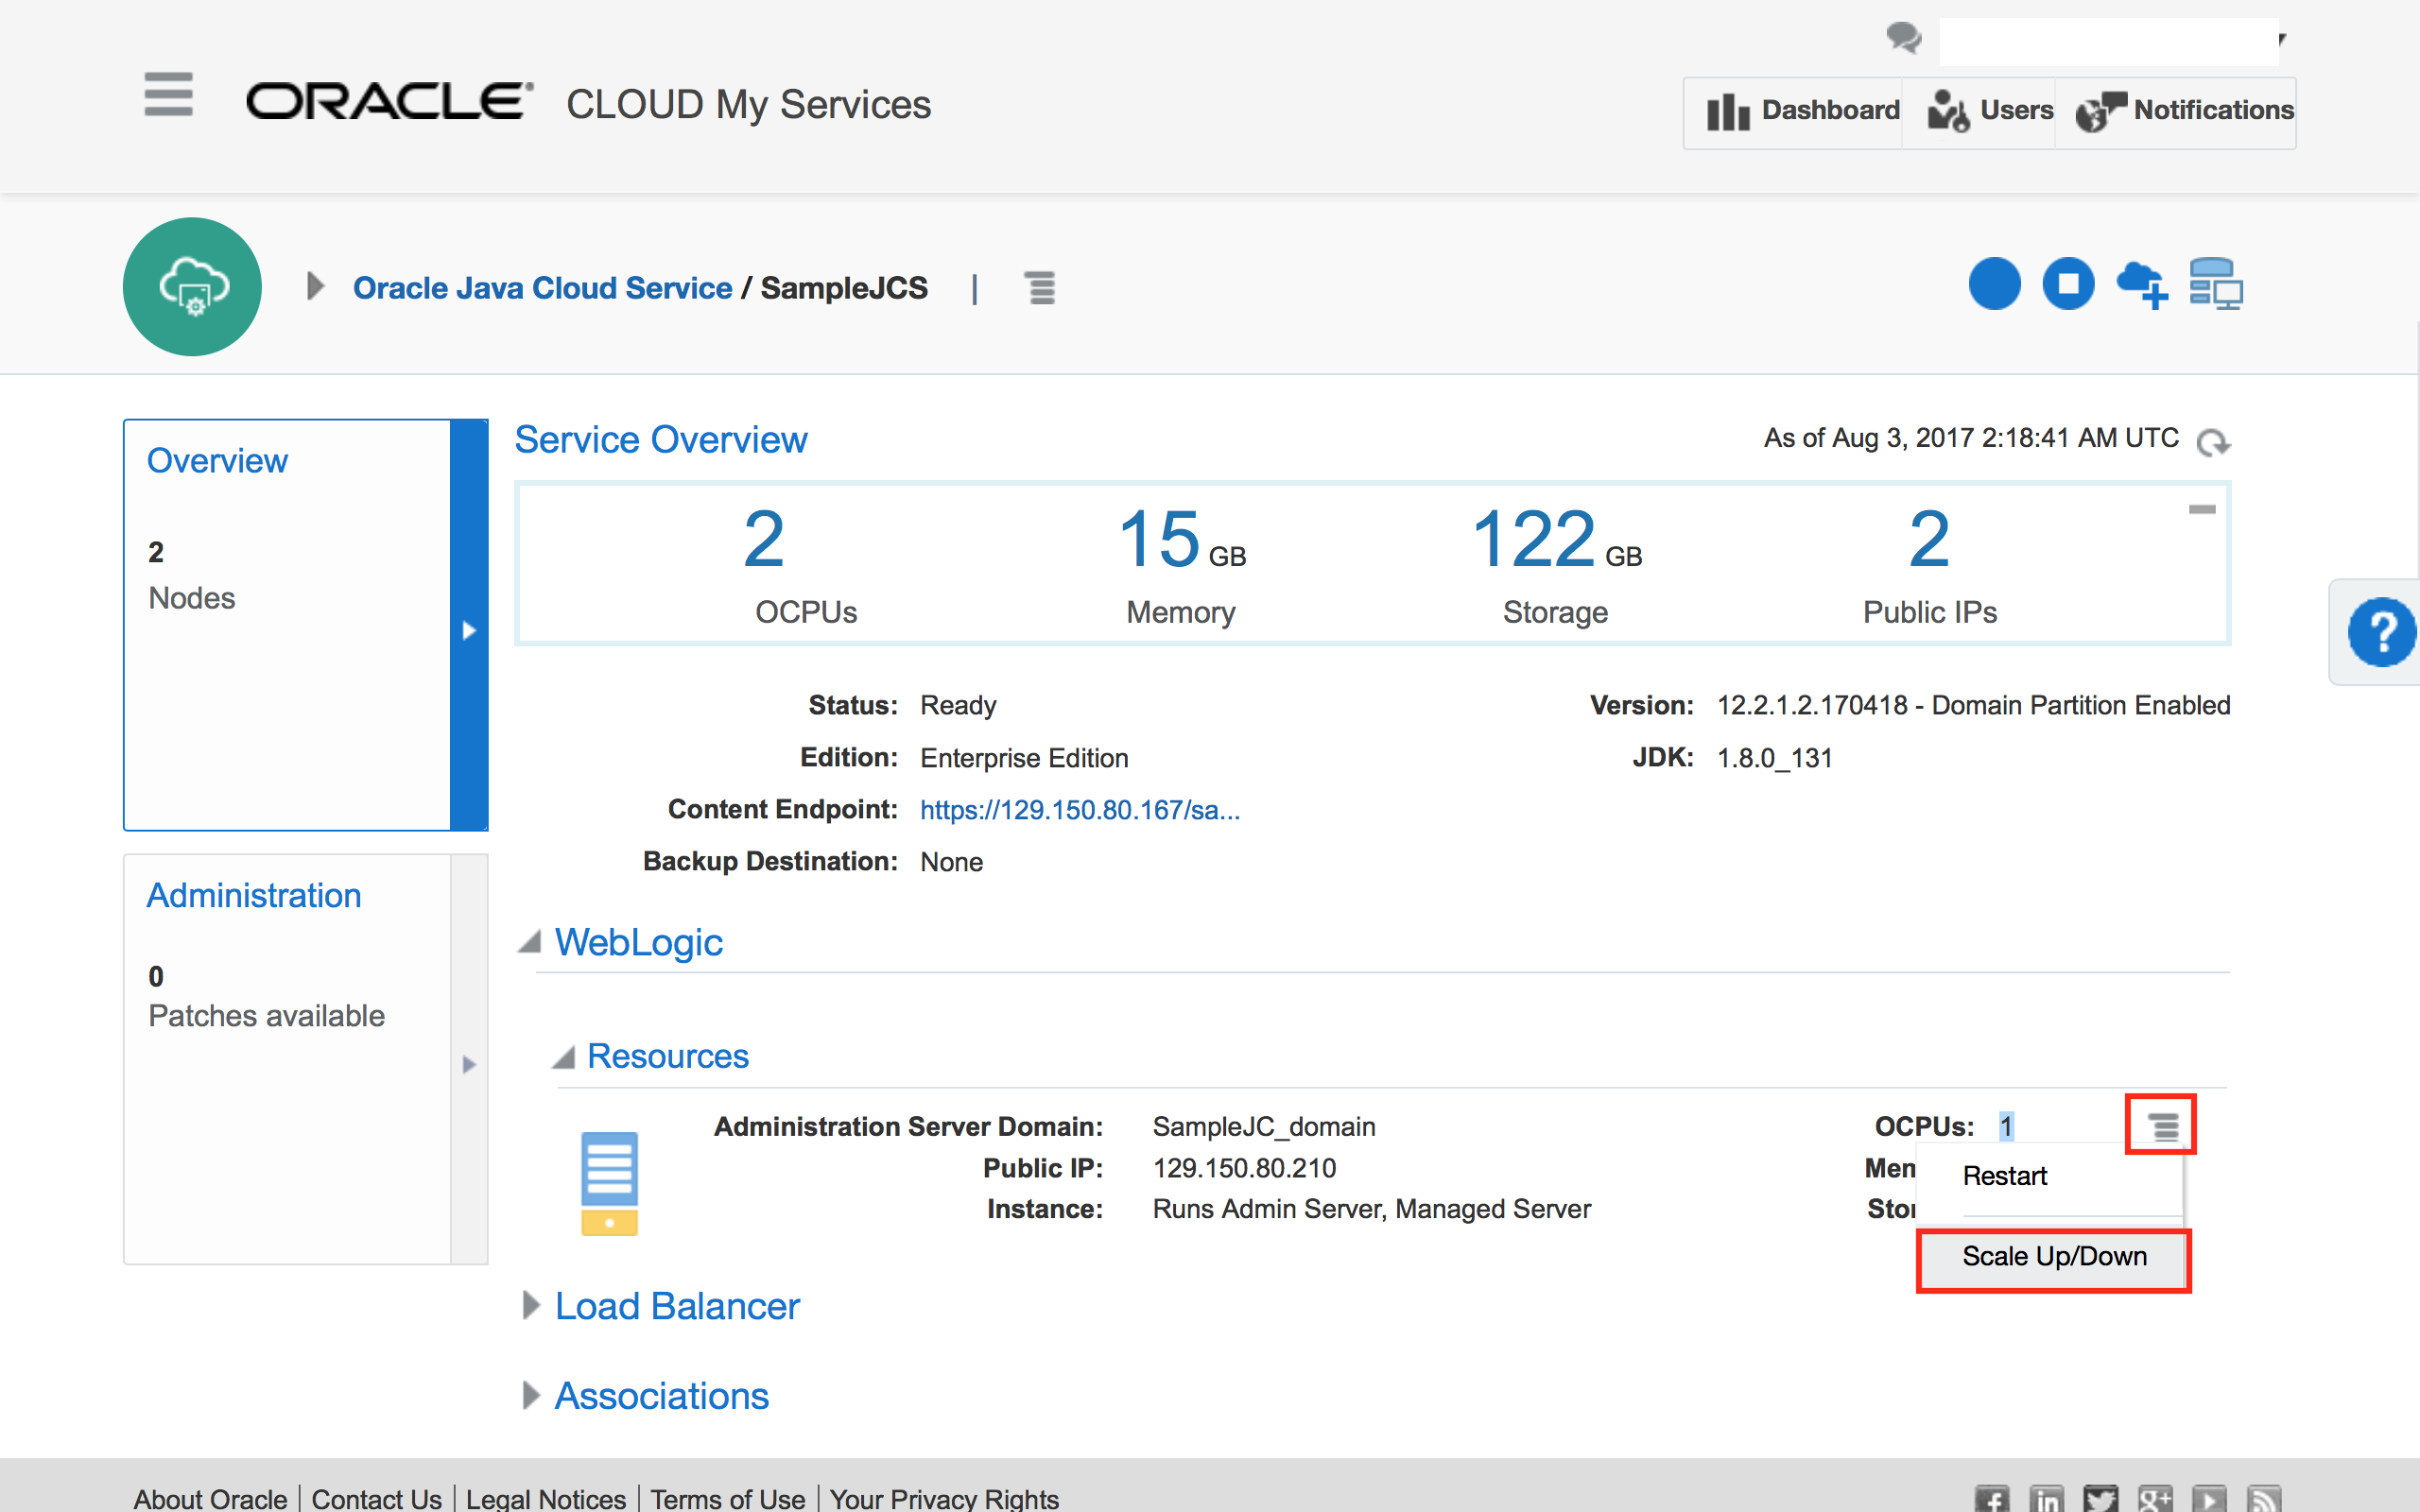 ORACLE CLOUD My Services
Dashboard Users Notifications
Oracle Java Cloud Service / SampleJCS |
Overview
2
Nodes
Administration
0
Patches available
Service Overview
As of Aug 3, 2017 2:18:41 AM UTC
2 15 GB 122 GB 2
OCPUs Memory Storage Public IPs
Status: Ready
Version: 12.2.1.2.170418 - Domain Partition Enabled
Edition: Enterprise Edition
JDK: 1.8.0_131
Content Endpoint: https://129.150.80.167/sa...
Backup Destination: None
WebLogic
Resources
Administration Server Domain: SampleJC_domain
OCPUs: 1
Public IP: 129.150.80.210
Instance: Runs Admin Server, Managed Server
Restart
Scale Up/Down
Load Balancer
Associations
?
About Oracle | Contact Us | Legal Notices | Terms of Use | Your Privacy Rights